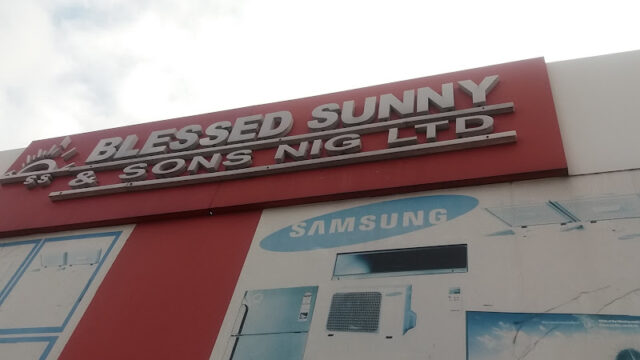 BLESSED SUNNY
S.S. & SONS NIG LTD
SAMSUNG